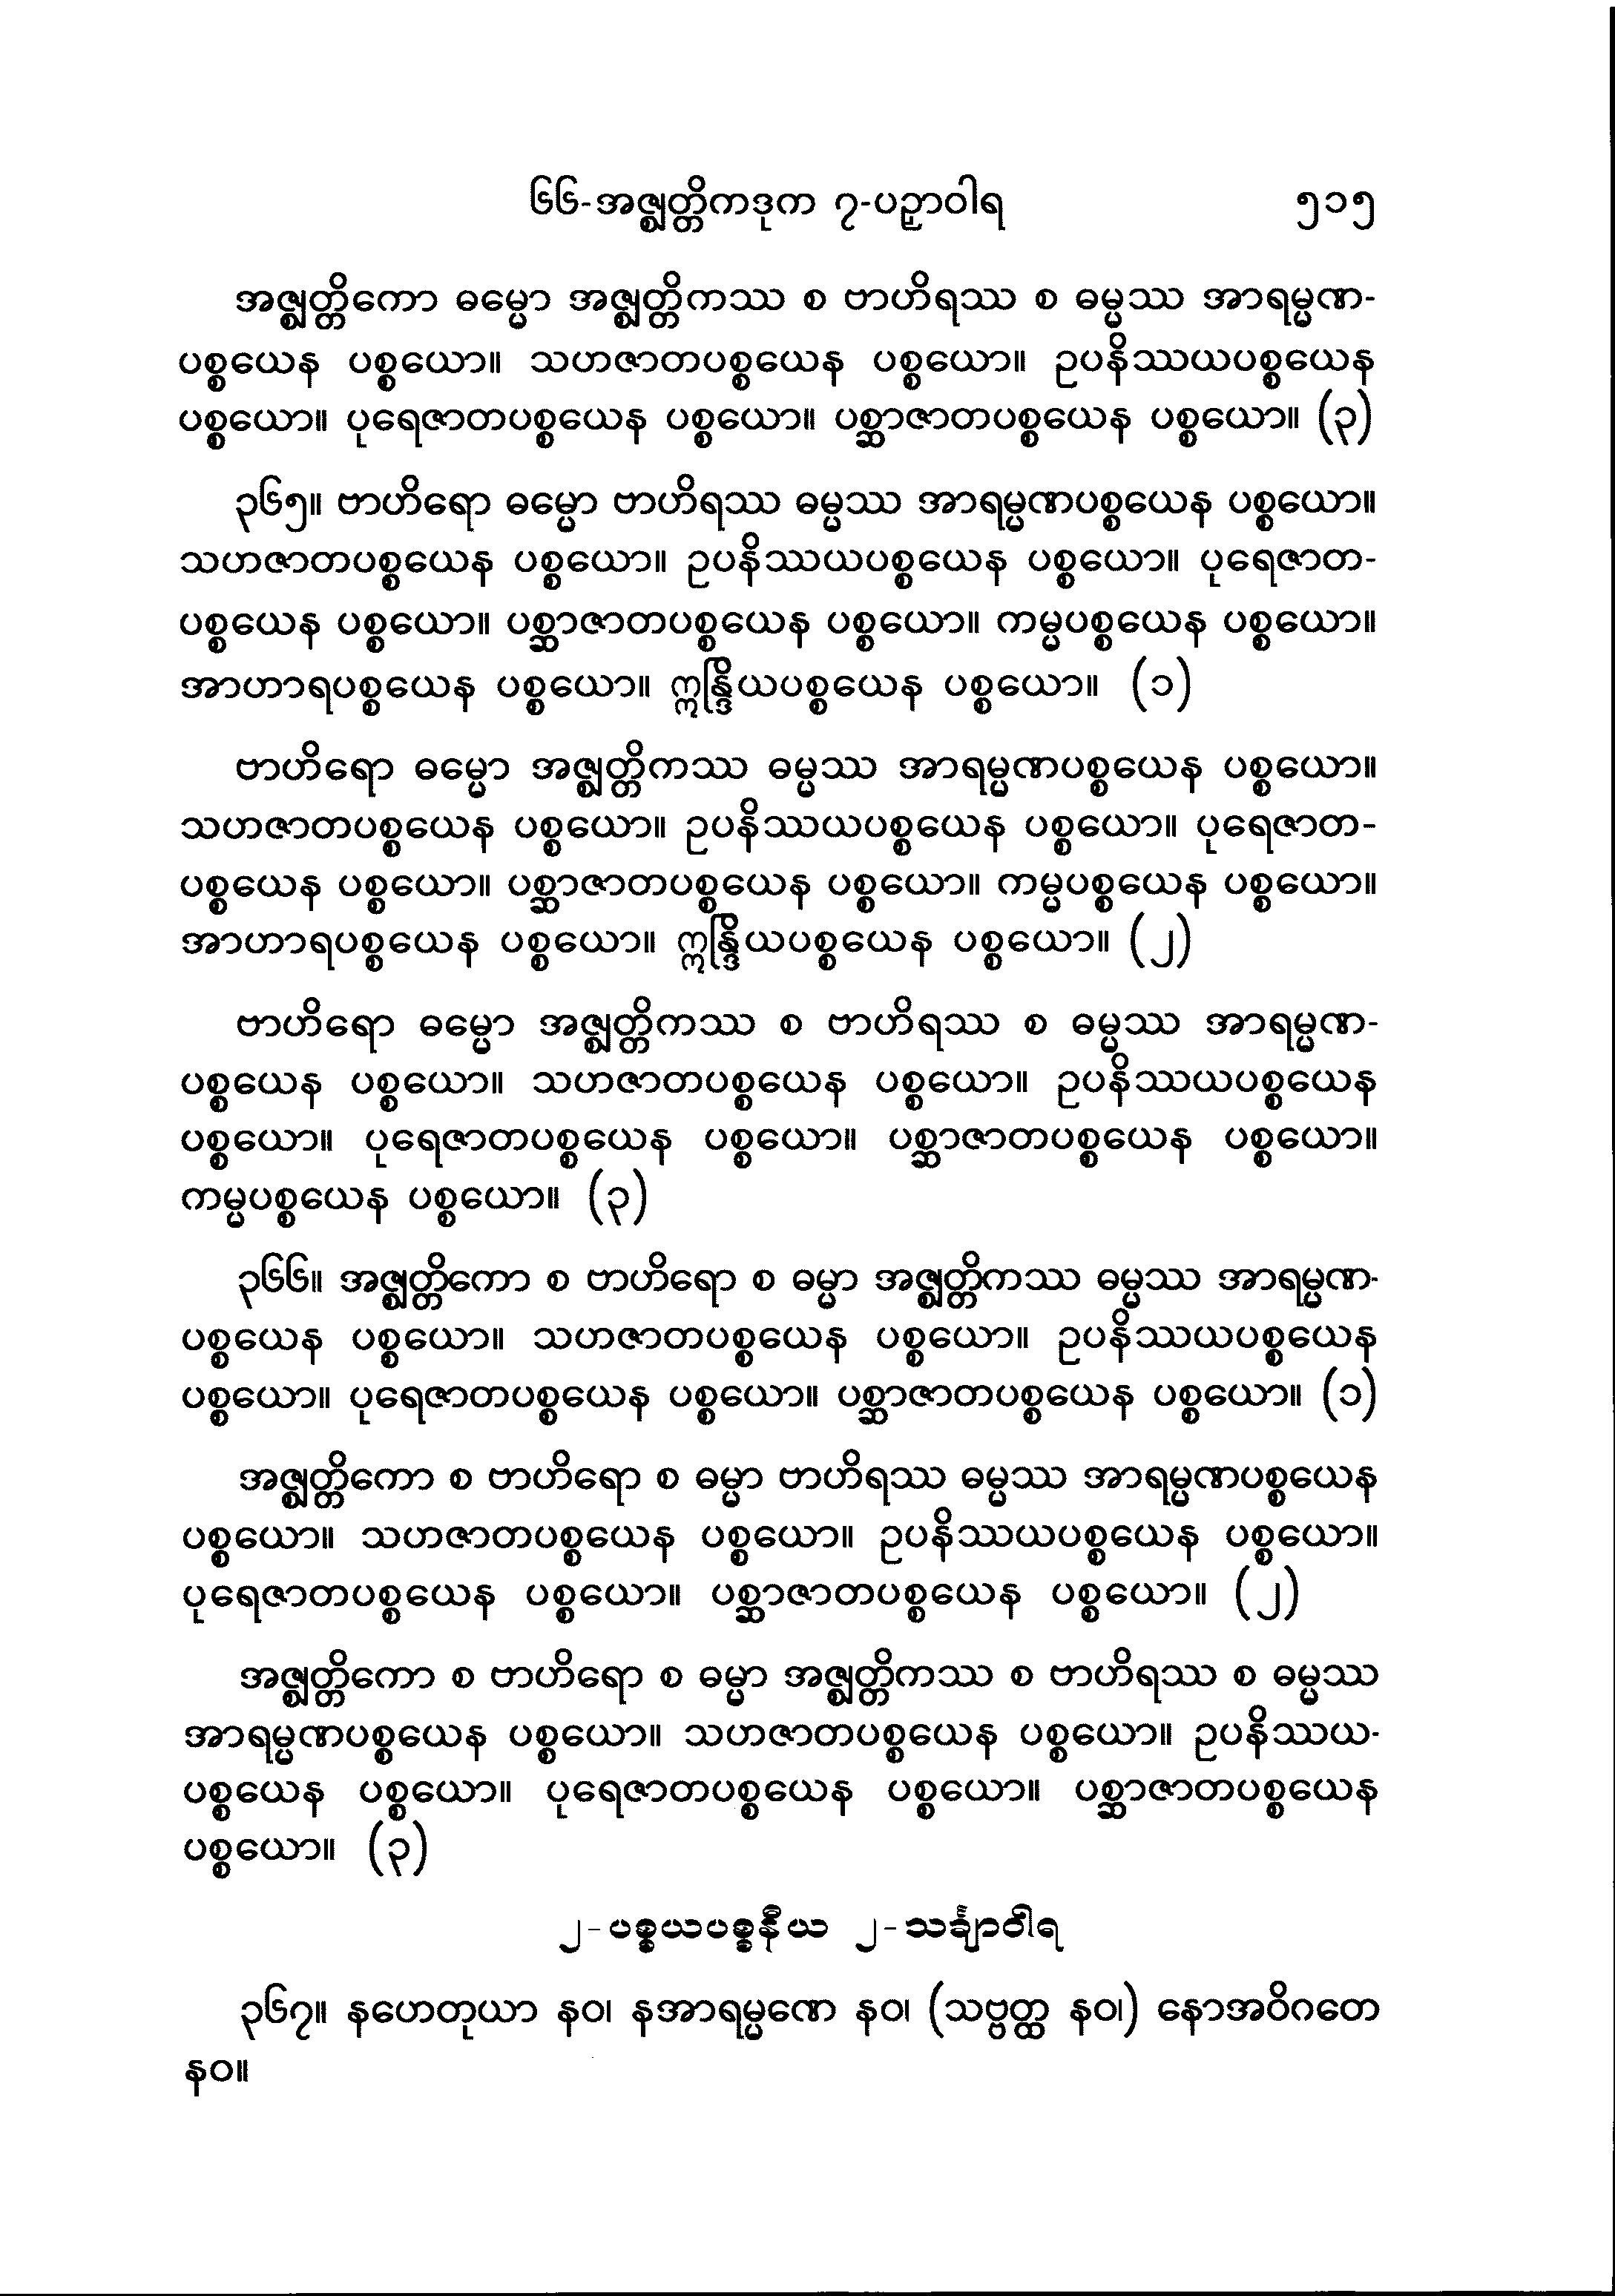 ၆၆-အဇ္ဈတ္တိကဒုက ၇-ပဉှာဝါရ ၅၁၅
အဇ္ဈတ္တိကော ဓမ္မော အဇ္ဈတ္တိကဿ စ ဗာဟိရဿ စ ဓမ္မဿ အာရမ္မဏ-
ပစ္စယေန ပစ္စယော။ သဟဇာတပစ္စယေန ပစ္စယော။ ဥပနိဿယပစ္စယေန
ပစ္စယော။ ပုရေဇာတပစ္စယေန ပစ္စယော။ ပစ္ဆာဇာတပစ္စယေန ပစ္စယော။ (၃)
၃၆၅။ ဗာဟိရော ဓမ္မော ဗာဟိရဿ ဓမ္မဿ အာရမ္မဏပစ္စယေန ပစ္စယော။
သဟဇာတပစ္စယေန ပစ္စယော။ ဥပနိဿယပစ္စယေန ပစ္စယော။ ပုရေဇာတ-
ပစ္စယေန ပစ္စယော။ ပစ္ဆာဇာတပစ္စယေန ပစ္စယော။ ကမ္မပစ္စယေန ပစ္စယော။
အာဟာရပစ္စယေန ပစ္စယော။ ဣန္ဒြိယပစ္စယေန ပစ္စယော။ (၁)
ဗာဟိရော ဓမ္မော အဇ္ဈတ္တိကဿ ဓမ္မဿ အာရမ္မဏပစ္စယေန ပစ္စယော။
သဟဇာတပစ္စယေန ပစ္စယော။ ဥပနိဿယပစ္စယေန ပစ္စယော။ ပုရေဇာတ-
ပစ္စယေန ပစ္စယော။ ပစ္ဆာဇာတပစ္စယေန ပစ္စယော။ ကမ္မပစ္စယေန ပစ္စယော။
အာဟာရပစ္စယေန ပစ္စယော။ ဣန္ဒြိယပစ္စယေန ပစ္စယော။ (၂)
ဗာဟိရော ဓမ္မော အဇ္ဈတ္တိကဿ စ ဗာဟိရဿ စ ဓမ္မဿ အာရမ္မဏ-
ပစ္စယေန ပစ္စယော။ သဟဇာတပစ္စယေန ပစ္စယော။ ဥပနိဿယပစ္စယေန
ပစ္စယော။ ပုရေဇာတပစ္စယေန ပစ္စယော။ ပစ္ဆာဇာတပစ္စယေန ပစ္စယော။
ကမ္မပစ္စယေန ပစ္စယော။ (၃)
၃၆၆။ အဇ္ဈတ္တိကော စ ဗာဟိရော စ ဓမ္မာ အဇ္ဈတ္တိကဿ ဓမ္မဿ အာရမ္မဏ-
ပစ္စယေန ပစ္စယော။ သဟဇာတပစ္စယေန ပစ္စယော။ ဥပနိဿယပစ္စယေန
ပစ္စယော။ ပုရေဇာတပစ္စယေန ပစ္စယော။ ပစ္ဆာဇာတပစ္စယေန ပစ္စယော။ (၁)
အဇ္ဈတ္တိကော စ ဗာဟိရော စ ဓမ္မာ ဗာဟိရဿ ဓမ္မဿ အာရမ္မဏပစ္စယေန
ပစ္စယော။ သဟဇာတပစ္စယေန ပစ္စယော။ ဥပနိဿယပစ္စယေန ပစ္စယော။
ပုရေဇာတပစ္စယေန ပစ္စယော။ ပစ္ဆာဇာတပစ္စယေန ပစ္စယော။ (၂)
အဇ္ဈတ္တိကော စ ဗာဟိရော စ ဓမ္မာ အဇ္ဈတ္တိကဿ စ ဗာဟိရဿ စ ဓမ္မဿ
အာရမ္မဏပစ္စယေန ပစ္စယော။ သဟဇာတပစ္စယေန ပစ္စယော။ ဥပနိဿယ-
ပစ္စယေန ပစ္စယော။ ပုရေဇာတပစ္စယေန ပစ္စယော။ ပစ္ဆာဇာတပစ္စယေန
ပစ္စယော။ (၃)
၂-ပစ္စယပစ္စနီယ ၂-သင်္ချာဝါရ
၃၆၇။ နဟေတုယာ နဝ၊ နအာရမ္မဏေ နဝ၊ (သဗ္ဗတ္ထ နဝ၊) နောအဝိဂတေ
နဝ။